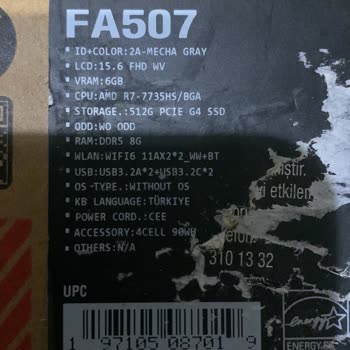 FA507
ID+COLOR:2A-MECHA GRAY
LCD:15.6 FHD WV
VRAM:6GB
CPU:AMD R7-7735HS/BGA
STORAGE.:512G PCIE G4 SSD
ODD:WO ODD
RAM:DDR5 8G
WLAN:WIFI6 11AX2*2_WW+BT
USB:USB3.2A*2+USB3.2C*2
OS -TYPE.:WITHOUT OS
KB LANGUAGE:TÜRKIYE
POWER CORD.:CEE
ACCESSORY:4CELL 90WH
OTHERS:N/A
310 13 32
UPC
1 97105 08701 9
energy